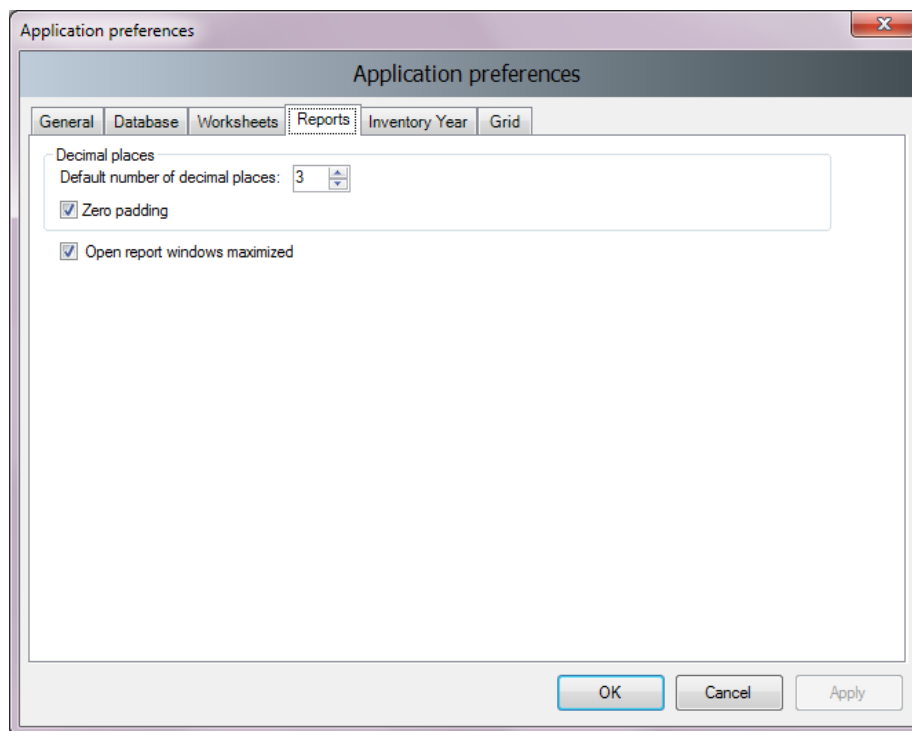 Application preferences
Application preferences
General Database Worksheets Reports Inventory Year Grid
Decimal places
Default number of decimal places: 3
Zero padding
Open report windows maximized
OK Cancel Apply